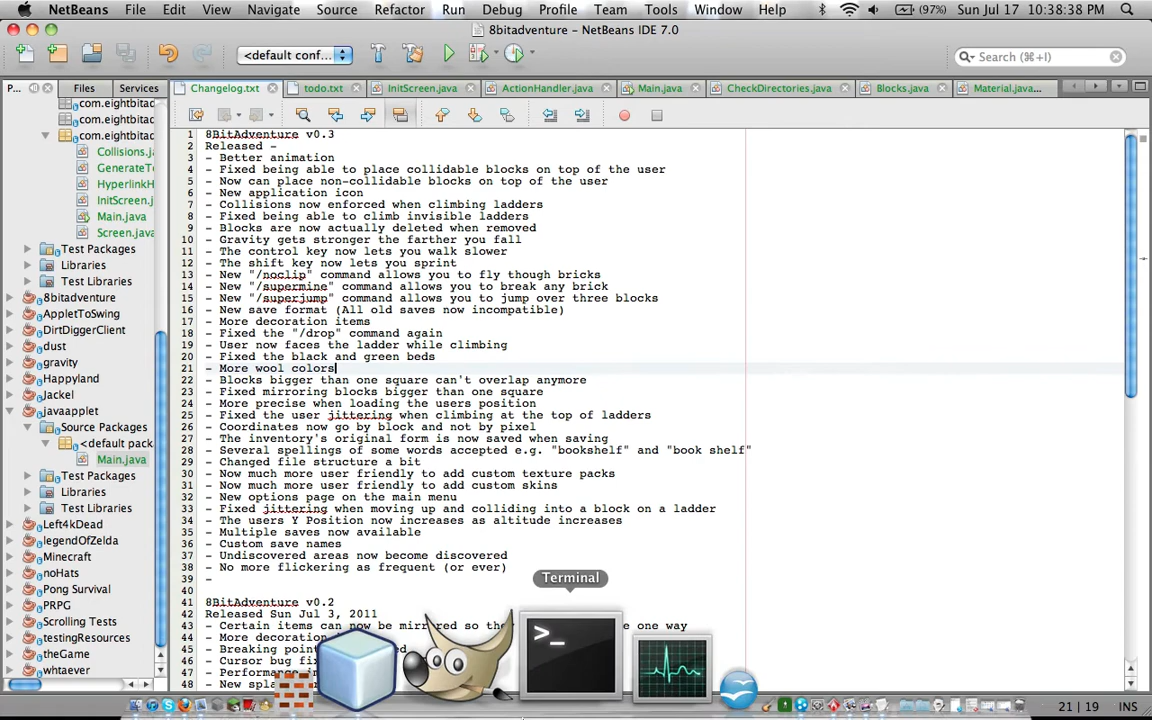 NetBeans File Edit View Navigate Source Refactor Run Debug Profile Team Tools Window Help (97%) Sun Jul 17 10:38:38 PM
8bitadventure – NetBeans IDE 7.0
<default conf... Search (⌘+I)
P... Files Services Changelog.txt todo.txt InitScreen.java ActionHandler.java Main.java CheckDirectories.java Blocks.java Material.java...
com.eightbitac
com.eightbitac
com.eightbitac
Collisions.ja
GenerateTe
HyperlinkH
InitScreen.j
Main.java
Screen.java
Test Packages
Libraries
Test Libraries
8bitadventure
AppletToSwing
DirtDiggerClient
dust
gravity
Happyland
Jackel
javaapplet
Source Packages
<default pack
Main.java
Test Packages
Libraries
Test Libraries
Left4kDead
legendOfZelda
Minecraft
noHats
Pong Survival
PRPG
Scrolling Tests
testingResources
theGame
whtaever
1 8BitAdventure v0.3
2 Released -
3 - Better animation
4 - Fixed being able to place collidable blocks on top of the user
5 - Now can place non-collidable blocks on top of the user
6 - New application icon
7 - Collisions now enforced when climbing ladders
8 - Fixed being able to climb invisible ladders
9 - Blocks are now actually deleted when removed
10 - Gravity gets stronger the farther you fall
11 - The control key now lets you walk slower
12 - The shift key now lets you sprint
13 - New "/noclip" command allows you to fly though bricks
14 - New "/supermine" command allows you to break any brick
15 - New "/superjump" command allows you to jump over three blocks
16 - New save format (All old saves now incompatible)
17 - More decoration items
18 - Fixed the "/drop" command again
19 - User now faces the ladder while climbing
20 - Fixed the black and green beds
21 - More wool colors
22 - Blocks bigger than one square can't overlap anymore
23 - Fixed mirroring blocks bigger than one square
24 - More precise when loading the users position
25 - Fixed the user jittering when climbing at the top of ladders
26 - Coordinates now go by block and not by pixel
27 - The inventory's original form is now saved when saving
28 - Several spellings of some words accepted e.g. "bookshelf" and "book shelf"
29 - Changed file structure a bit
30 - Now much more user friendly to add custom texture packs
31 - Now much more user friendly to add custom skins
32 - New options page on the main menu
33 - Fixed jittering when moving up and colliding into a block on a ladder
34 - The users Y Position now increases as altitude increases
35 - Multiple saves now available
36 - Custom save names
37 - Undiscovered areas now become discovered
38 - No more flickering as frequent (or ever)
39 -
40
41 8BitAdventure v0.2
42 Released Sun Jul 3, 2011
43 - Certain items can now be mirrored so the one way
44 - More decoration
45 - Breaking point
46 - Cursor bug fix
47 - Performance i
48 - New spla
Terminal
21 | 19 INS